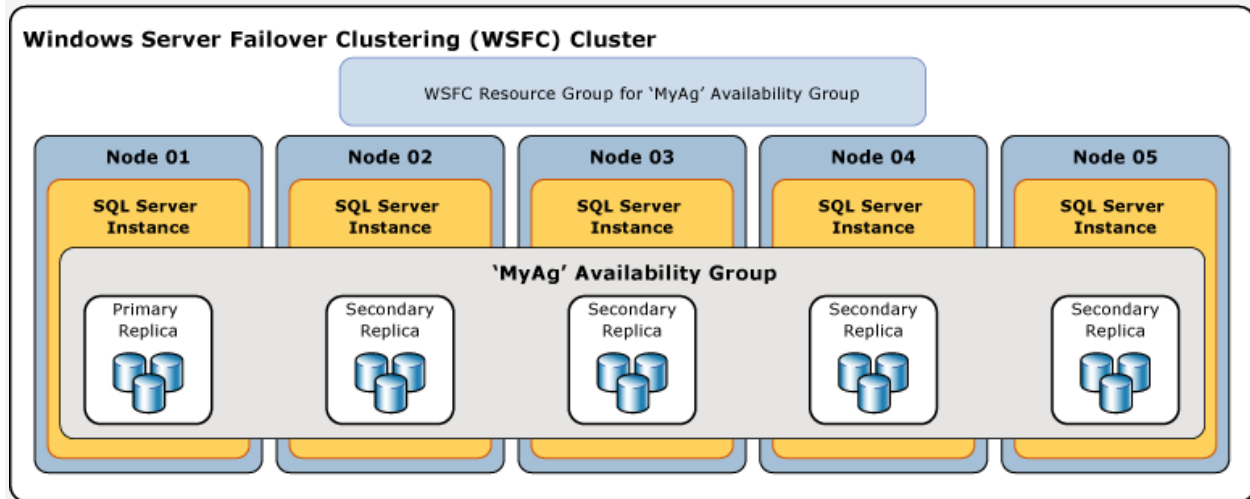 Windows Server Failover Clustering (WSFC) Cluster
WSFC Resource Group for ‘MyAg’ Availability Group
Node 01
Node 02
Node 03
Node 04
Node 05
SQL Server
Instance
SQL Server
Instance
SQL Server
Instance
SQL Server
Instance
SQL Server
Instance
‘MyAg’ Availability Group
Primary
Replica
Secondary
Replica
Secondary
Replica
Secondary
Replica
Secondary
Replica